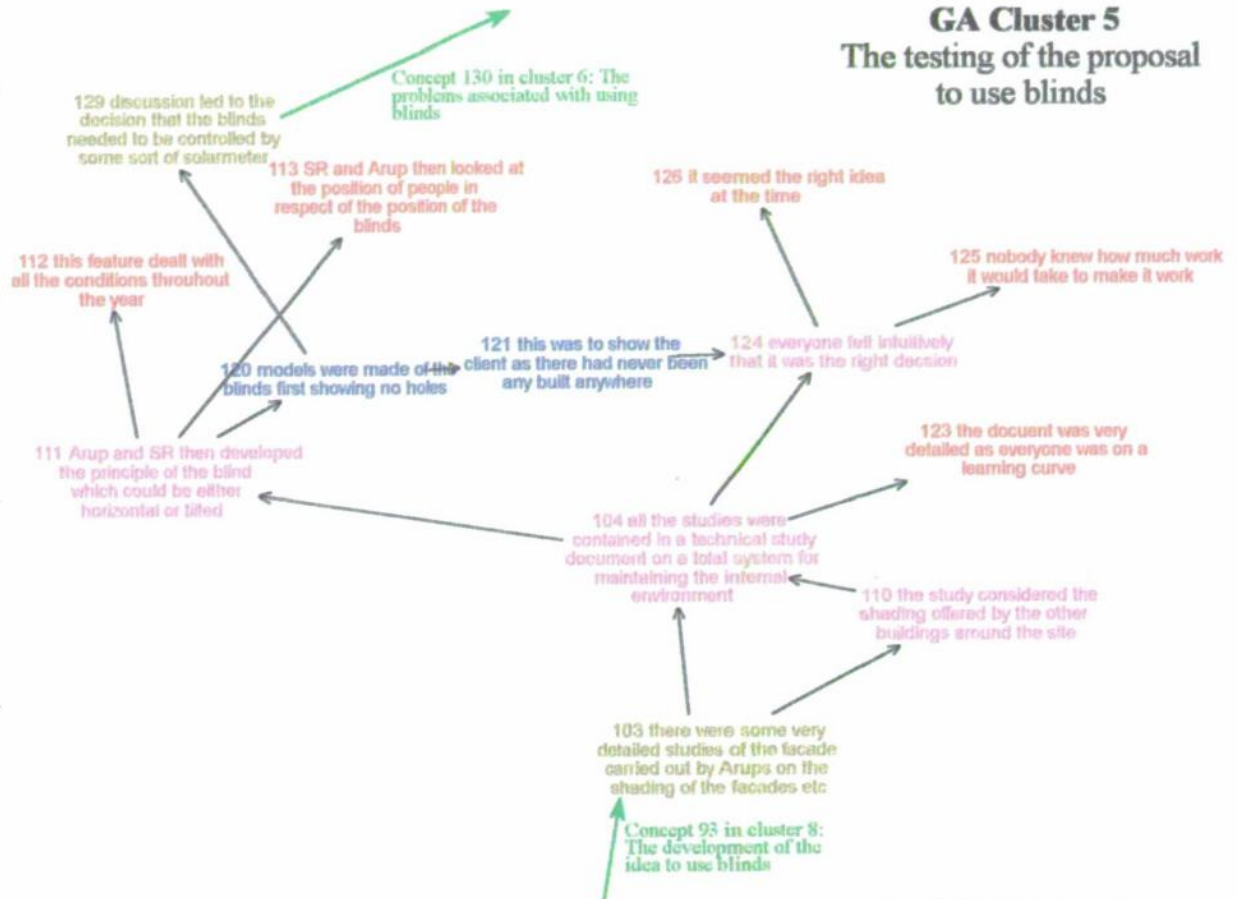 GA Cluster 5
The testing of the proposal
to use blinds
Concept 130 in cluster 6: The
problems associated with using
blinds
129 discussion led to the
decision that the blinds
needed to be controlled by
some sort of solarmeter
113 SR and Arup then looked at
the position of people in
respect of the position of the
blinds
126 it seemed the right idea
at the time
112 this feature dealt with
all the conditions throuhout
the year
125 nobody knew how much work
it would take to make it work
120 models were made of the
blinds first showing no holes
121 this was to show the
client as there had never been
any built anywhere
124 everyone felt intuitively
that it was the right decsion
111 Arup and SR then developed
the principle of the blind
which could be either
horizontal or tilted
123 the docuent was very
detailed as everyone was on a
learning curve
104 all the studies were
contained in a technical study
document on a total system for
maintaining the internal
environment
110 the study considered the
shading offered by the other
buildings around the site
103 there were some very
detailed studies of the facade
carried out by Arups on the
shading of the facades etc
Concept 93 in cluster 8:
The development of the
idea to use blinds